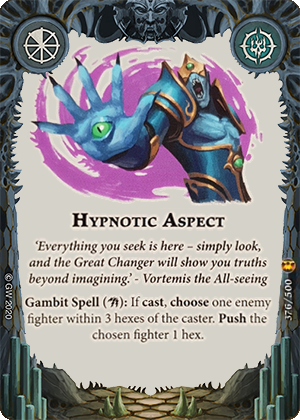 Hypnotic Aspect
'Everything you seek is here – simply look,
and the Great Changer will show you truths
beyond imagining.' - Vortemis the All-seeing
Gambit Spell (): If cast, choose one enemy
fighter within 3 hexes of the caster. Push the
chosen fighter 1 hex.
© GW 2020
376/500